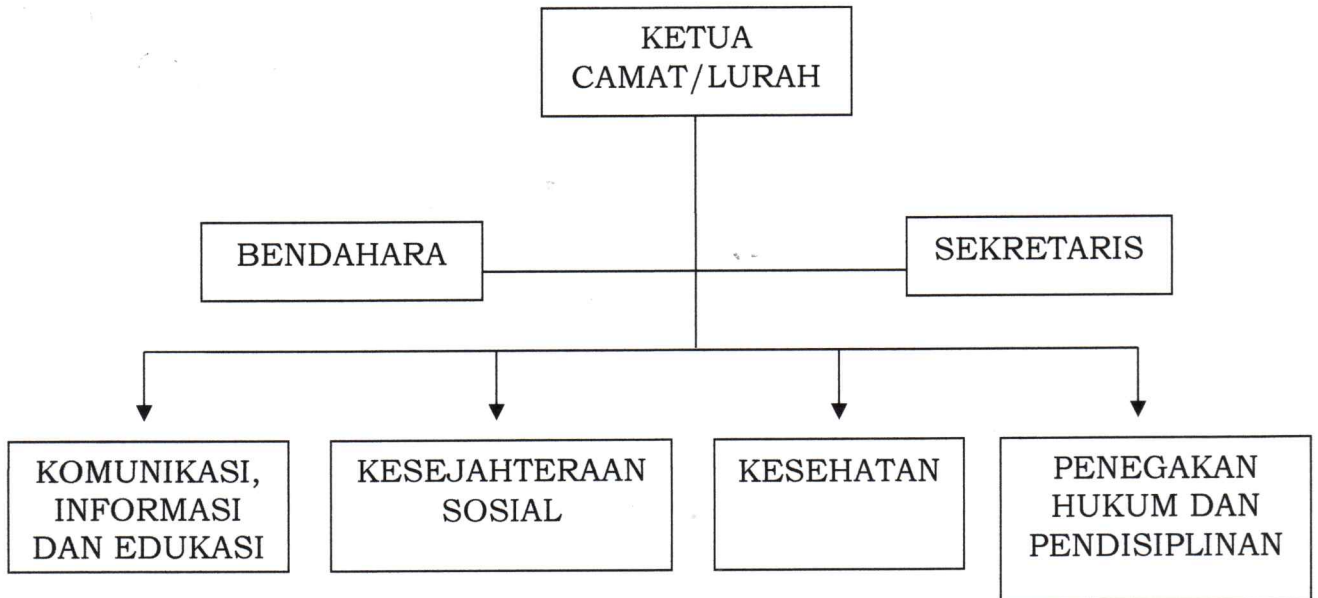 KETUA
CAMAT/LURAH
BENDAHARA
SEKRETARIS
KOMUNIKASI,
INFORMASI
DAN EDUKASI
KESEJAHTERAAN
SOSIAL
KESEHATAN
PENEGAKAN
HUKUM DAN
PENDISIPLINAN